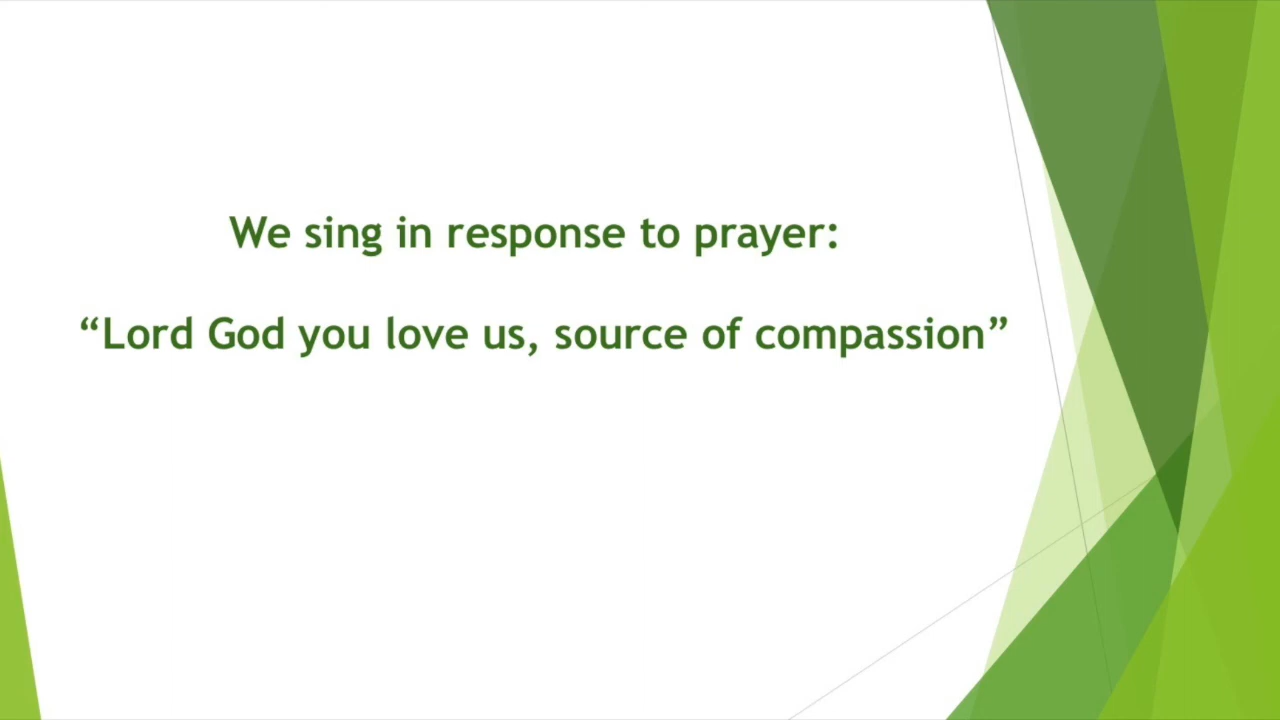 We sing in response to prayer:
“Lord God you love us, source of compassion”